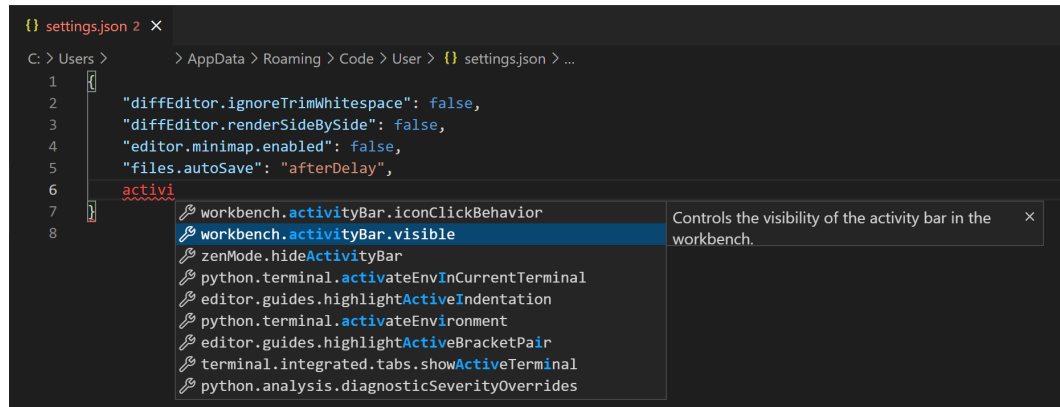 {} settings.json 2 ×
C: > Users > > AppData > Roaming > Code > User > {} settings.json > ...
1 {
2 "diffEditor.ignoreTrimWhitespace": false,
3 "diffEditor.renderSideBySide": false,
4 "editor.minimap.enabled": false,
5 "files.autoSave": "afterDelay",
6 activi
7 }
8
workbench.activityBar.iconClickBehavior
workbench.activityBar.visible
zenMode.hideActivityBar
python.terminal.activateEnvInCurrentTerminal
editor.guides.highlightActiveIndentation
python.terminal.activateEnvironment
editor.guides.highlightActiveBracketPair
terminal.integrated.tabs.showActiveTerminal
python.analysis.diagnosticSeverityOverrides
Controls the visibility of the activity bar in the ×
workbench.